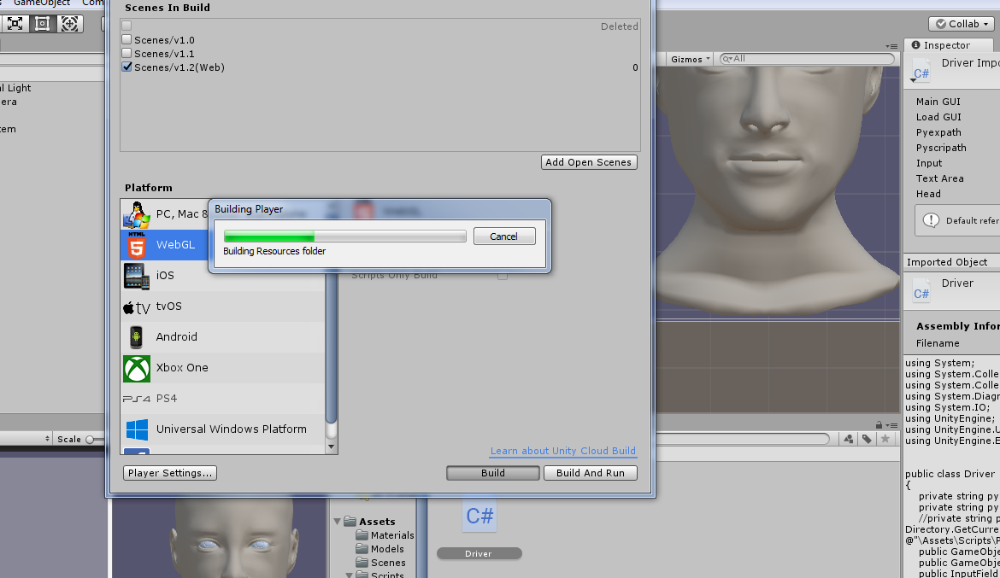 GameObject
Scenes In Build
Deleted
Scenes/v1.0
Scenes/v1.1
Scenes/v1.2(Web)
0
Add Open Scenes
Platform
PC, Mac &
HTML
WebGL
iOS
tv
tvOS
Android
Xbox One
PS4
PS4
Universal Windows Platform
Building Player
Cancel
Building Resources folder
Scripts Only Build
Learn about Unity Cloud Build
Player Settings...
Build
Build And Run
al Light
era
tem
Scale
Gizmos
All
Assets
Materials
Models
Scenes
Scripts
C#
Driver
Collab
Inspector
C#
Driver Impo
Main GUI
Load GUI
Pyexpath
Pyscripath
Input
Text Area
Head
Default refer
Imported Object
C#
Driver
Assembly Infor
Filename
using System;
using System.Colle
using System.Colle
using System.Diagn
using System.IO;
using UnityEngine;
using UnityEngine.U
using UnityEngine.E
public class Driver
{
private string py
private string py
//private string p
Directory.GetCurre
@"\Assets\Scripts\P
public GameObje
public GameObje
public InputField